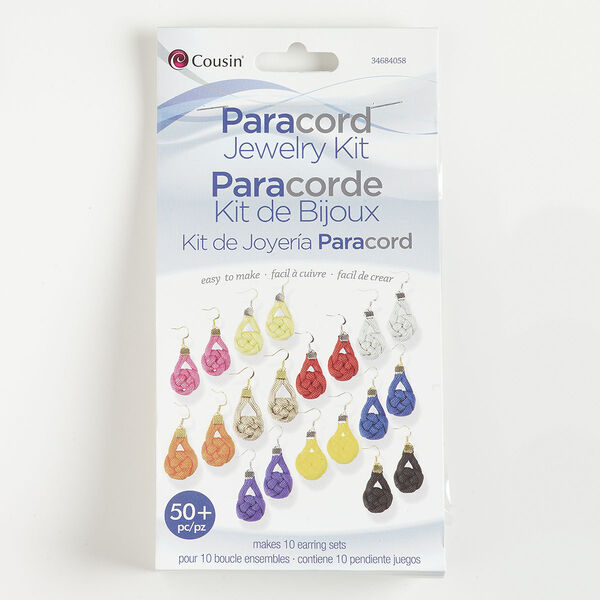 Cousin®
34684058
Paracord
Jewelry Kit
Paracorde
Kit de Bijoux
Kit de Joyería Paracord
easy to make · facil à cuivre · facil de crear
50+
pc/pz
makes 10 earring sets
pour 10 boucle ensembles · contiene 10 pendiente juegos